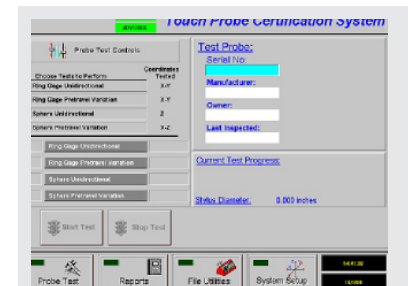 ADVISOR
Touch Probe Certification System
Probe Test Controls
Choose Tests to Perform
Coordinates Tested
Ring Gage Unidirectional X-Y
Ring Gage Pretravel Variation X-Y
Sphere Unidirectional Z
Sphere Pretravel Variation X-Z
Ring Gage Unidirectional
Ring Gage Pretravel Variation
Sphere Unidirectional
Sphere Pretravel Variation
Start Test
Stop Test
Test Probe:
Serial No:
Manufacturer:
Owner:
Last Inspected:
Current Test Progress:
Stylus Diameter: 0.000 inches
Probe Test
Reports
File Utilities
System Setup